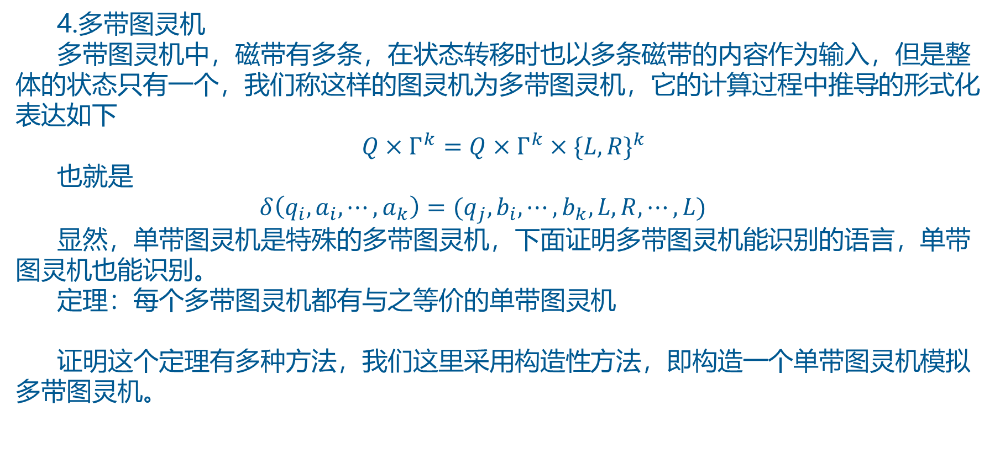 4.多带图灵机
多带图灵机中，磁带有多条，在状态转移时也以多条磁带的内容作为输入，但是整
体的状态只有一个，我们称这样的图灵机为多带图灵机，它的计算过程中推导的形式化
表达如下
Q × Γ^k = Q × Γ^k × {L, R}^k
也就是
δ(q_i, a_i, ⋯, a_k) = (q_j, b_i, ⋯, b_k, L, R, ⋯, L)
显然，单带图灵机是特殊的多带图灵机，下面证明多带图灵机能识别的语言，单带
图灵机也能识别。
定理：每个多带图灵机都有与之等价的单带图灵机
证明这个定理有多种方法，我们这里采用构造性方法，即构造一个单带图灵机模拟
多带图灵机。